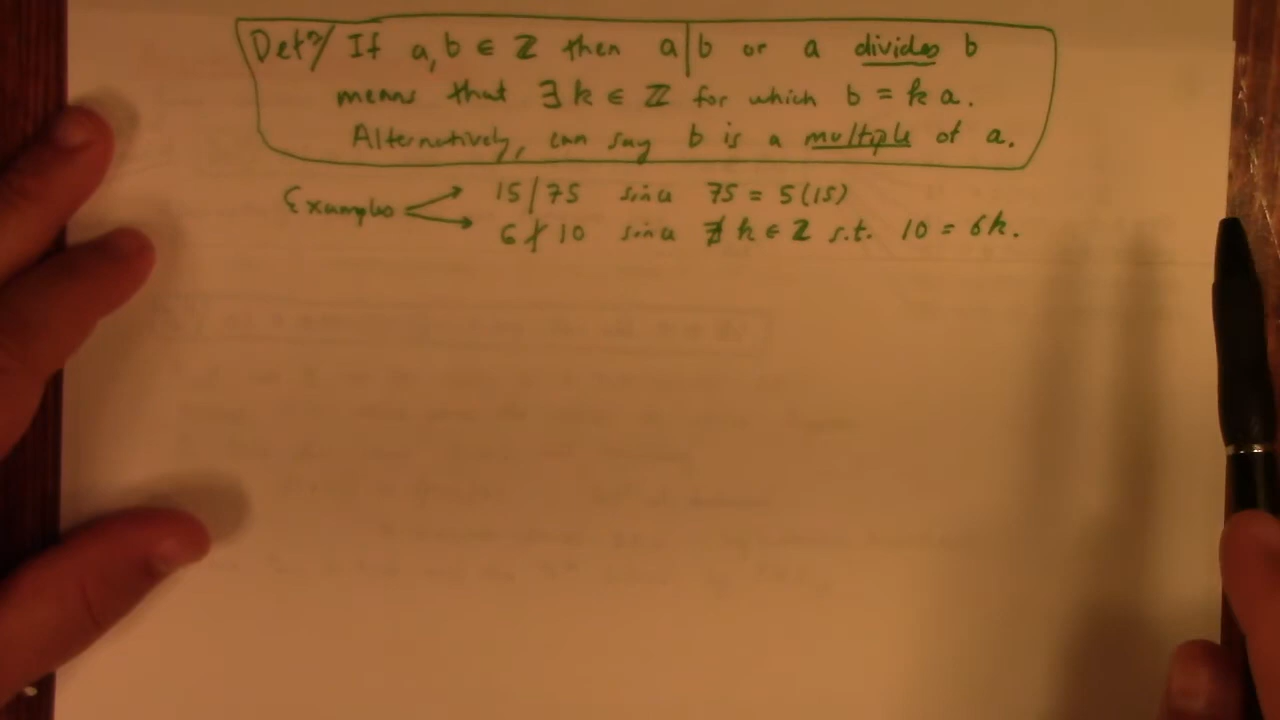 Defⁿ/ If a, b ∈ ℤ then a | b or a divides b
means that ∃ k ∈ ℤ for which b = k a.
Alternatively, can say b is a multiple of a.
Examples → 15 | 75 since 75 = 5(15)
→ 6 ∤ 10 since ∄ k ∈ ℤ s.t. 10 = 6k.